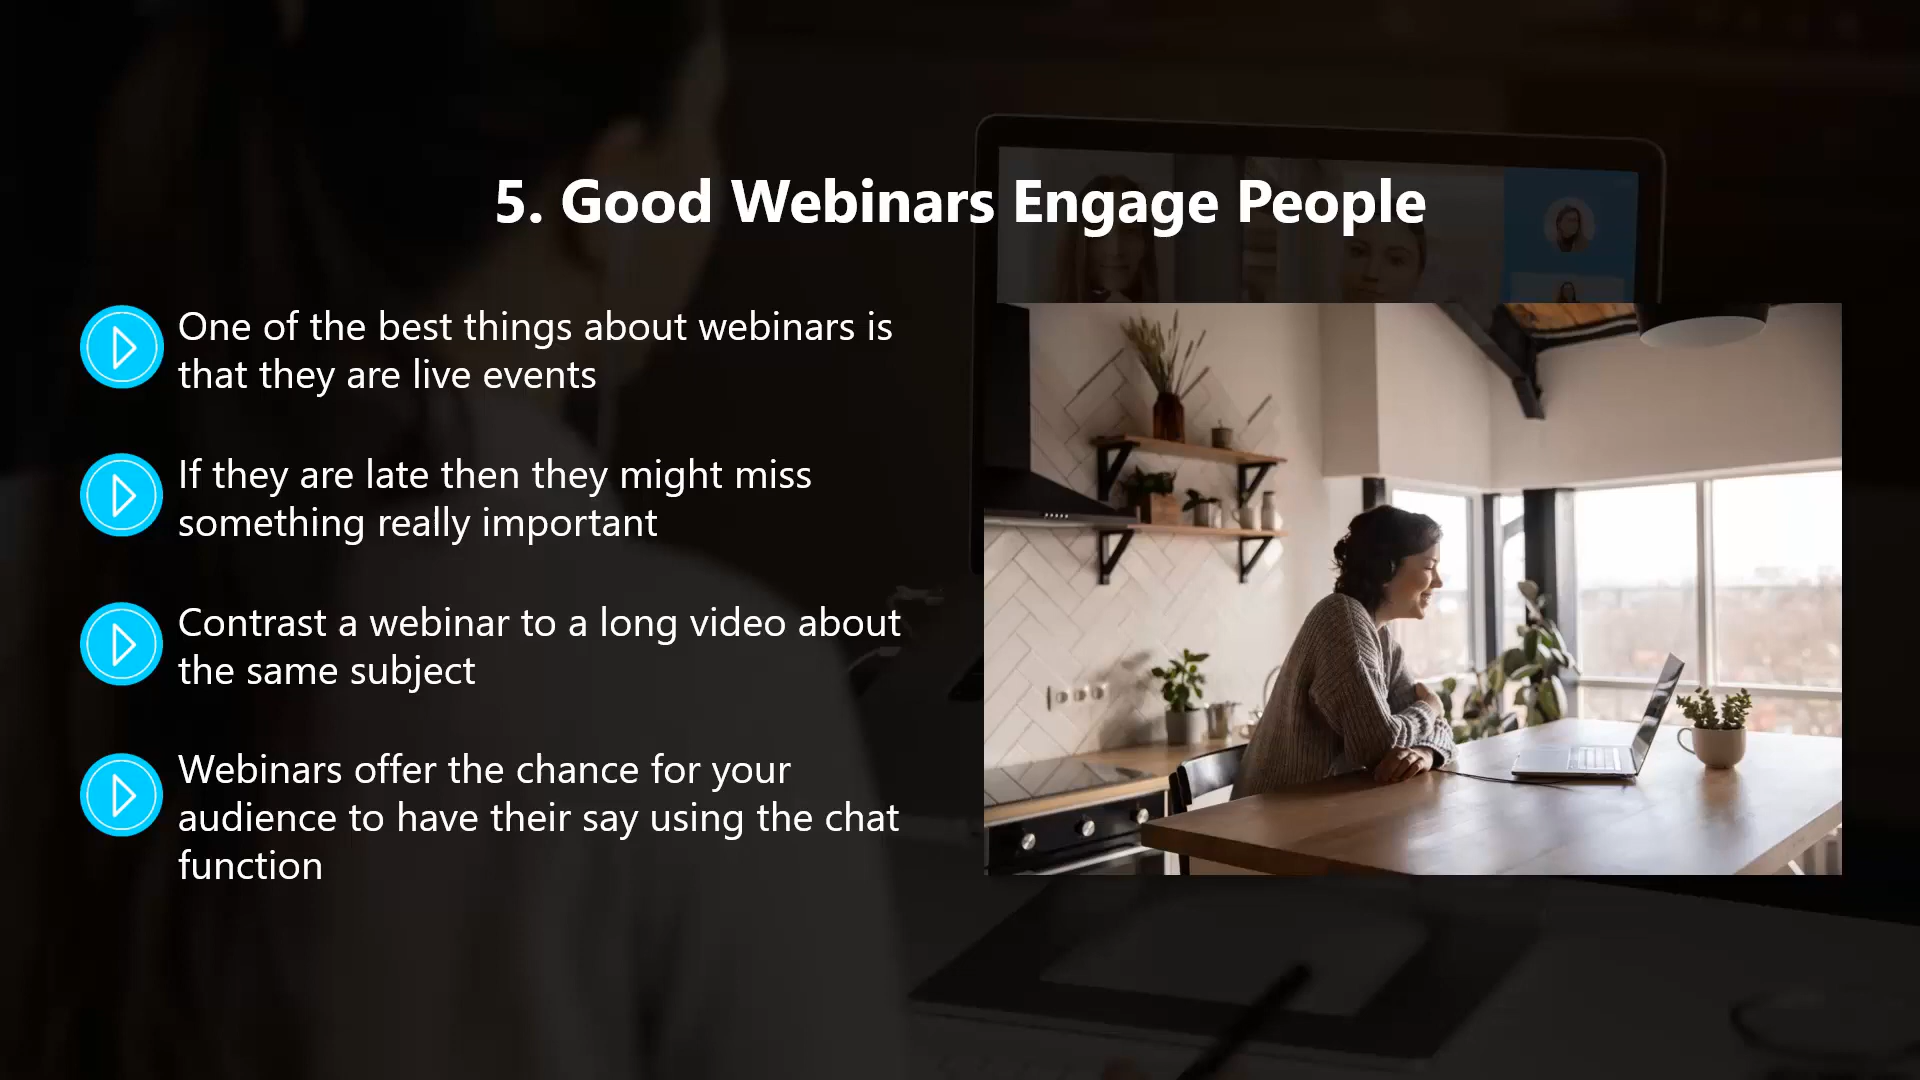 5. Good Webinars Engage People
One of the best things about webinars is
that they are live events
If they are late then they might miss
something really important
Contrast a webinar to a long video about
the same subject
Webinars offer the chance for your
audience to have their say using the chat
function